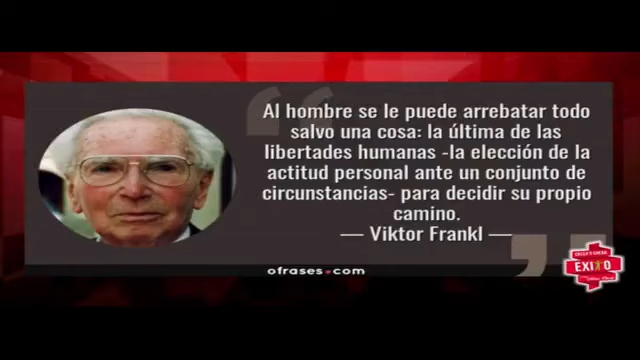 Al hombre se le puede arrebatar todo
salvo una cosa: la última de las
libertades humanas -la elección de la
actitud personal ante un conjunto de
circunstancias- para decidir su propio
camino.
— Viktor Frankl —
ofrases.com
EXITO